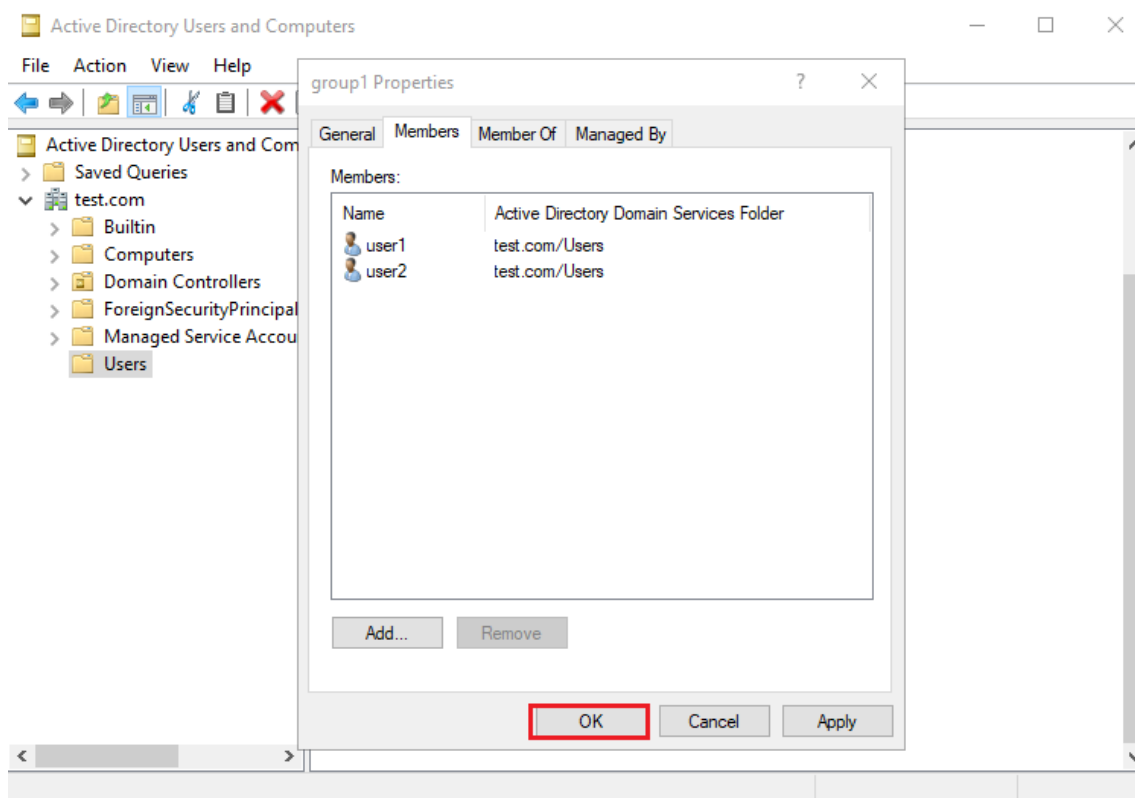 Active Directory Users and Computers
File Action View Help
group1 Properties
?
General Members Member Of Managed By
Active Directory Users and Com
Saved Queries
test.com
Builtin
Computers
Domain Controllers
ForeignSecurityPrincipal
Managed Service Accou
Users
Members:
Name Active Directory Domain Services Folder
user1 test.com/Users
user2 test.com/Users
Add... Remove
OK Cancel Apply